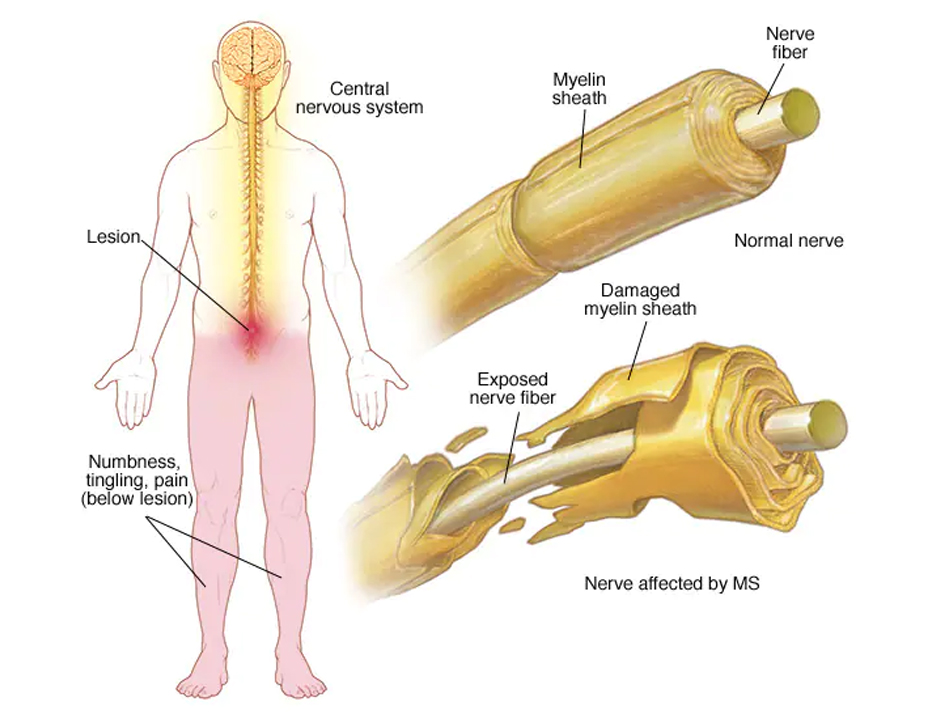 Nerve
fiber
Myelin
sheath
Central
nervous system
Lesion
Normal nerve
Damaged
myelin sheath
Exposed
nerve fiber
Numbness,
tingling, pain
(below lesion)
Nerve affected by MS